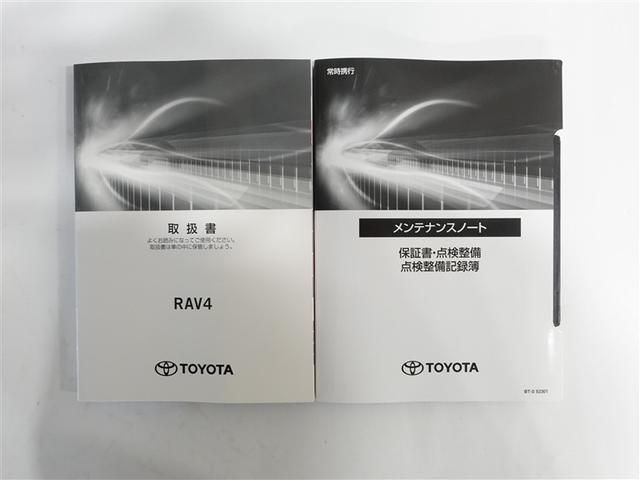 取扱書
よくお読みになってご使用ください。
取扱書は車の中に保管しましょう。
RAV4
TOYOTA
常時携行
メンテナンスノート
保証書・点検整備
点検整備記録簿
TOYOTA
BT-0 52301